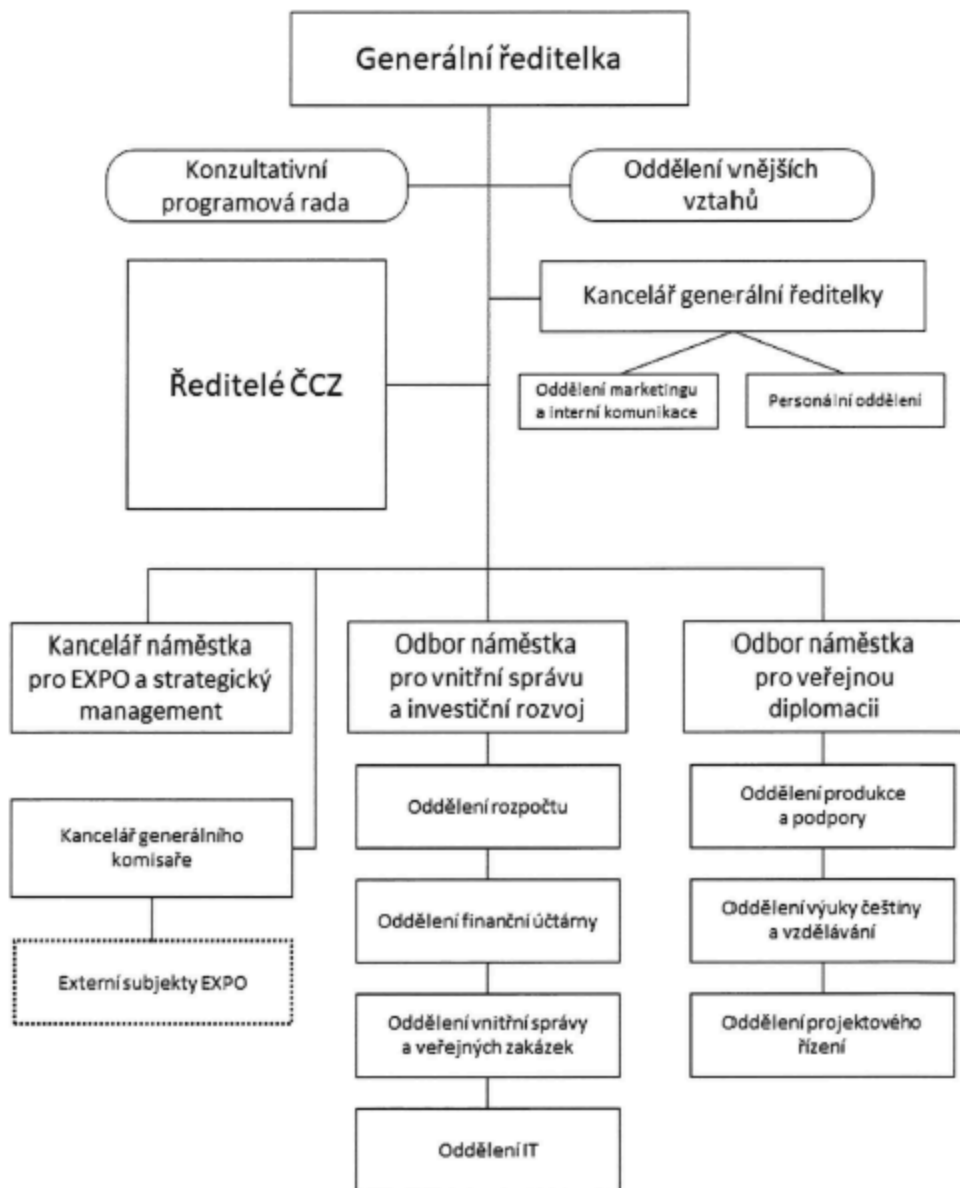 Generální ředitelka
Konzultativní
programová rada
Oddělení vnějších
vztahů
Kancelář generální ředitelky
Ředitelé ČCZ
Oddělení marketingu
a interní komunikace
Personální oddělení
Kancelář náměstka
pro EXPO a strategický
management
Odbor náměstka
pro vnitřní správu
a investiční rozvoj
Odbor náměstka
pro veřejnou
diplomacii
Kancelář generálního
komisaře
Externí subjekty EXPO
Oddělení rozpočtu
Oddělení finanční účtárny
Oddělení vnitřní správy
a veřejných zakázek
Oddělení IT
Oddělení produkce
a podpory
Oddělení výuky češtiny
a vzdělávání
Oddělení projektového
řízení